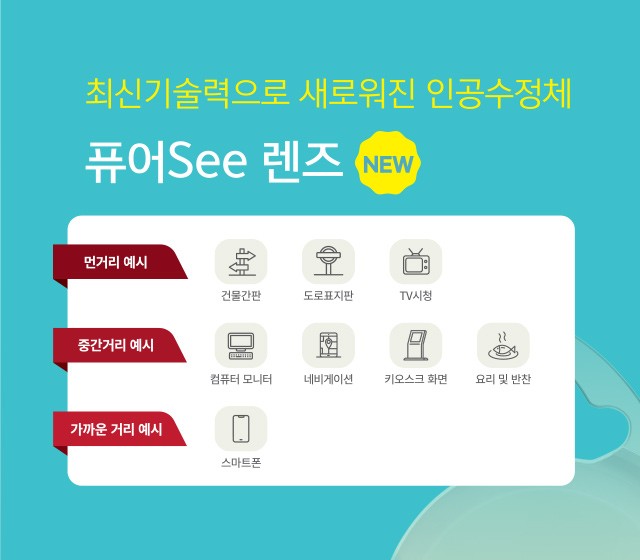 최신기술력으로 새로워진 인공수정체
퓨어See 렌즈 NEW
먼거리 예시
건물간판 도로표지판 TV시청
중간거리 예시
컴퓨터 모니터 네비게이션 키오스크 화면 요리 및 반찬
가까운 거리 예시
스마트폰